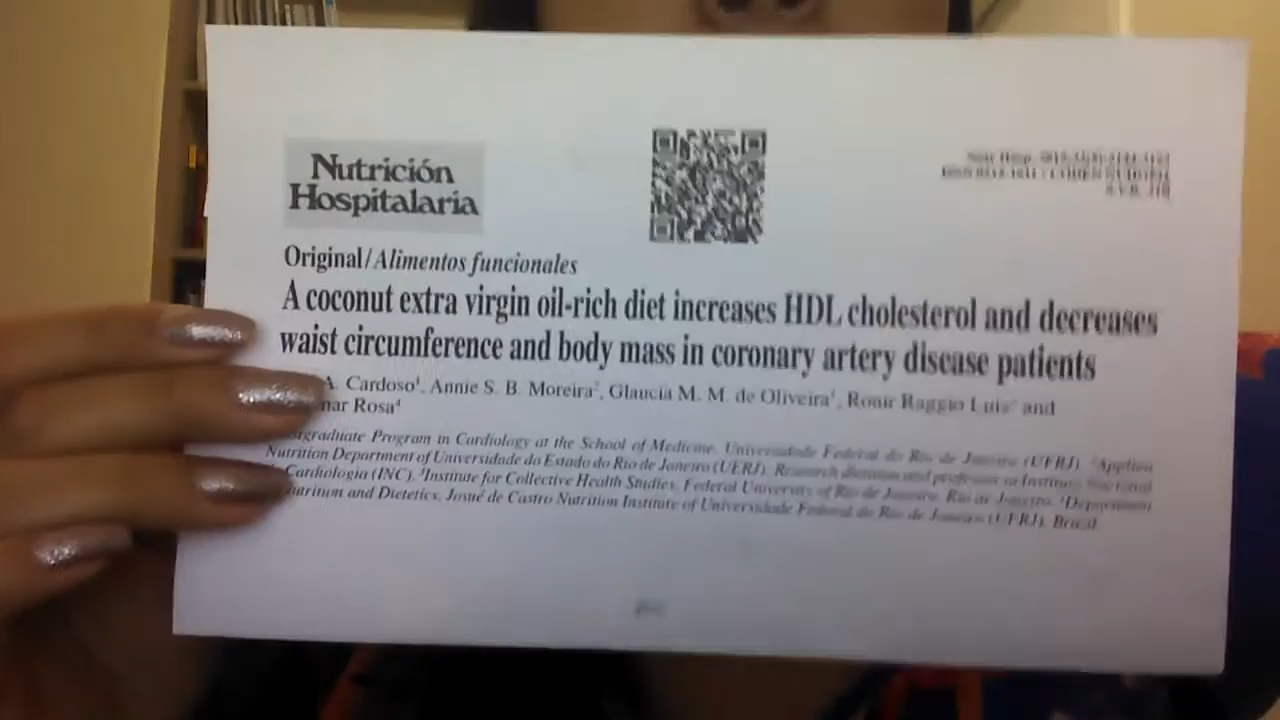 Nutrición
Hospitalaria
Original/Alimentos funcionales
A coconut extra virgin oil-rich diet increases HDL cholesterol and decreases
waist circumference and body mass in coronary artery disease patients
A. Cardoso¹, Annie S. B. Moreira², Glaucia M. M. de Oliveira¹, Ronir Raggio Luiz³ and
mar Rosa⁴
Program in Cardiology at the School of Medicine. Universidade Federal do Rio de Janeiro (UFRJ). ²Applied
Nutrition Department of Universidade do Estado do Rio de Janeiro (UERJ). Research
Cardiologia (INC). ³Institute for Collective Health Studies, Federal University of Rio de Janeiro, Rio de Janeiro. ⁴Department
Nutrition and Dietetics, Josué de Castro Nutrition Institute of Universidade Federal do Rio de Janeiro (UFRJ). Brasil